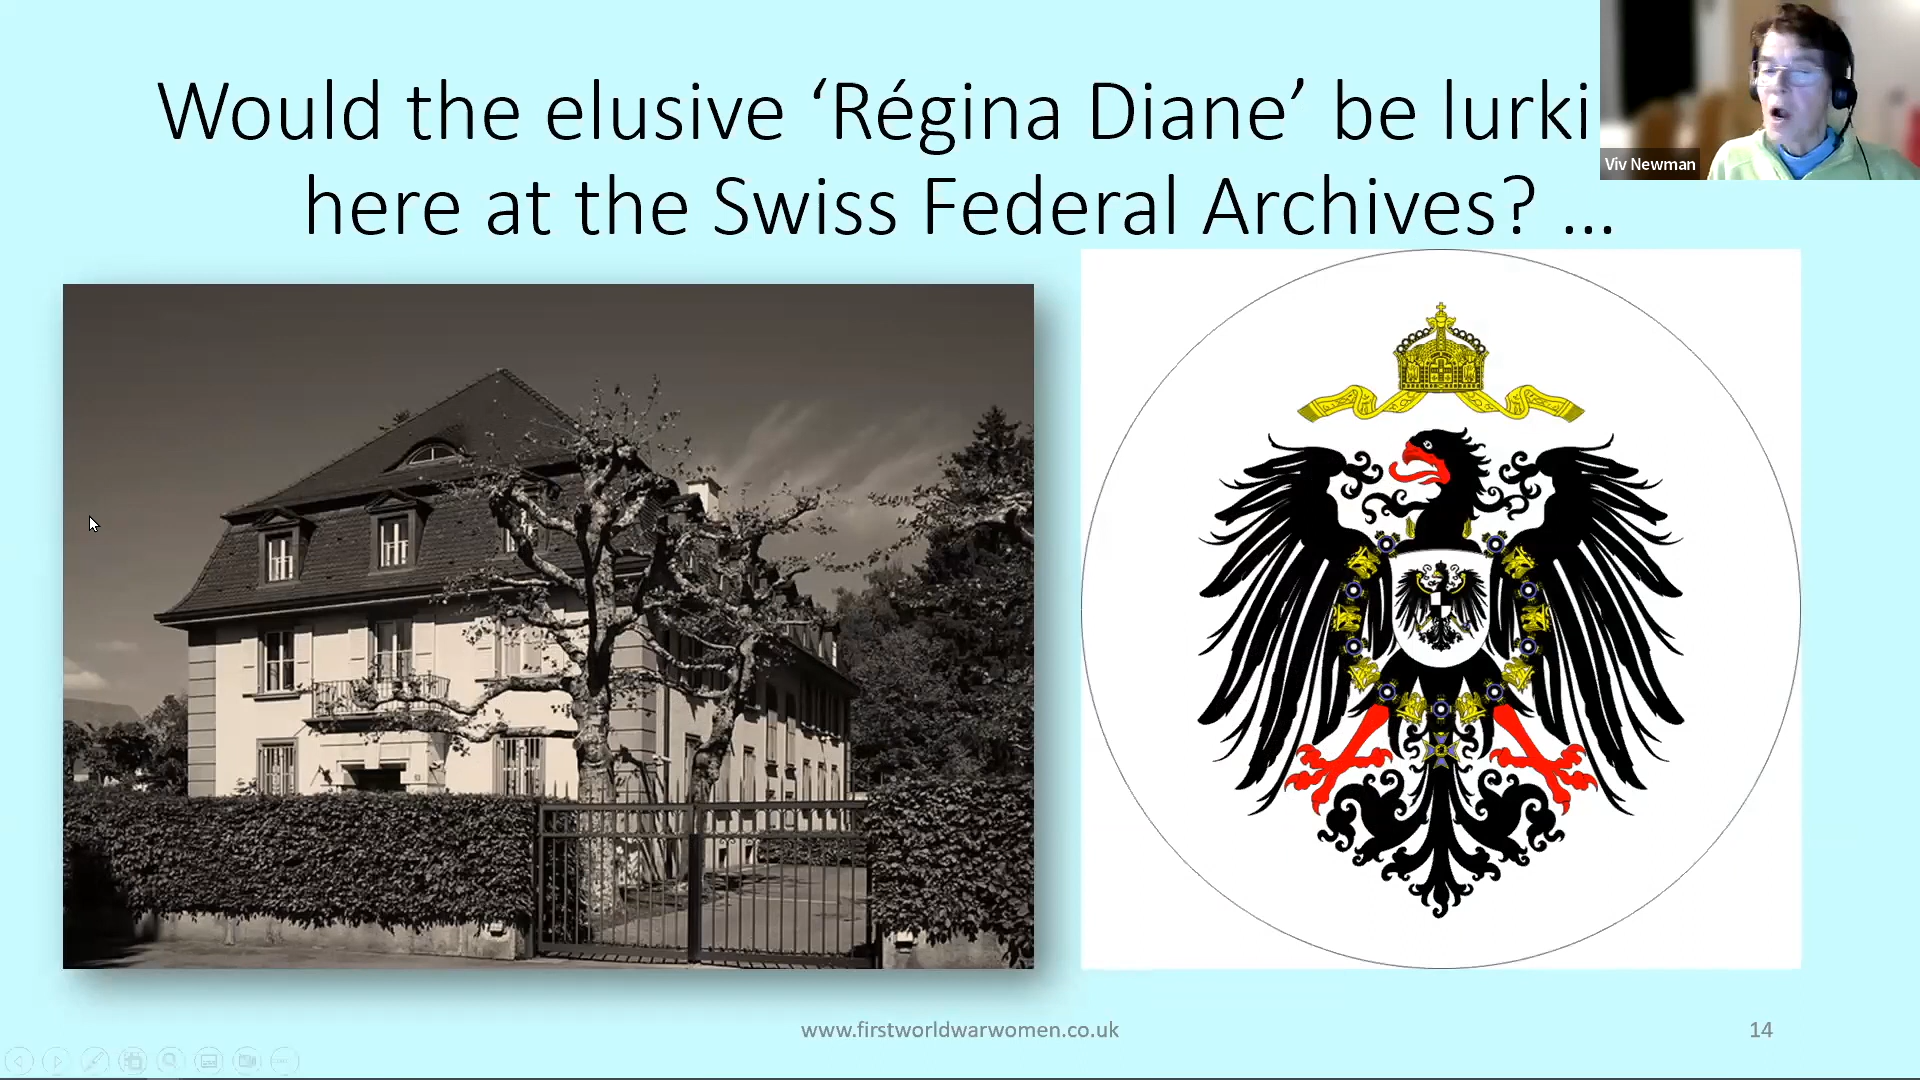 Would the elusive ‘Régina Diane’ be lurki
here at the Swiss Federal Archives? ...
Viv Newman
www.firstworldwarwomen.co.uk
14